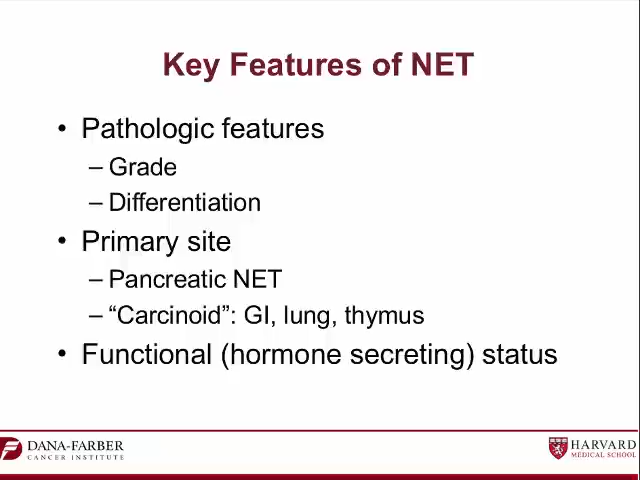 Key Features of NET
• Pathologic features
– Grade
– Differentiation
• Primary site
– Pancreatic NET
– “Carcinoid”: GI, lung, thymus
• Functional (hormone secreting) status
DANA-FARBER
CANCER INSTITUTE
HARVARD
MEDICAL SCHOOL